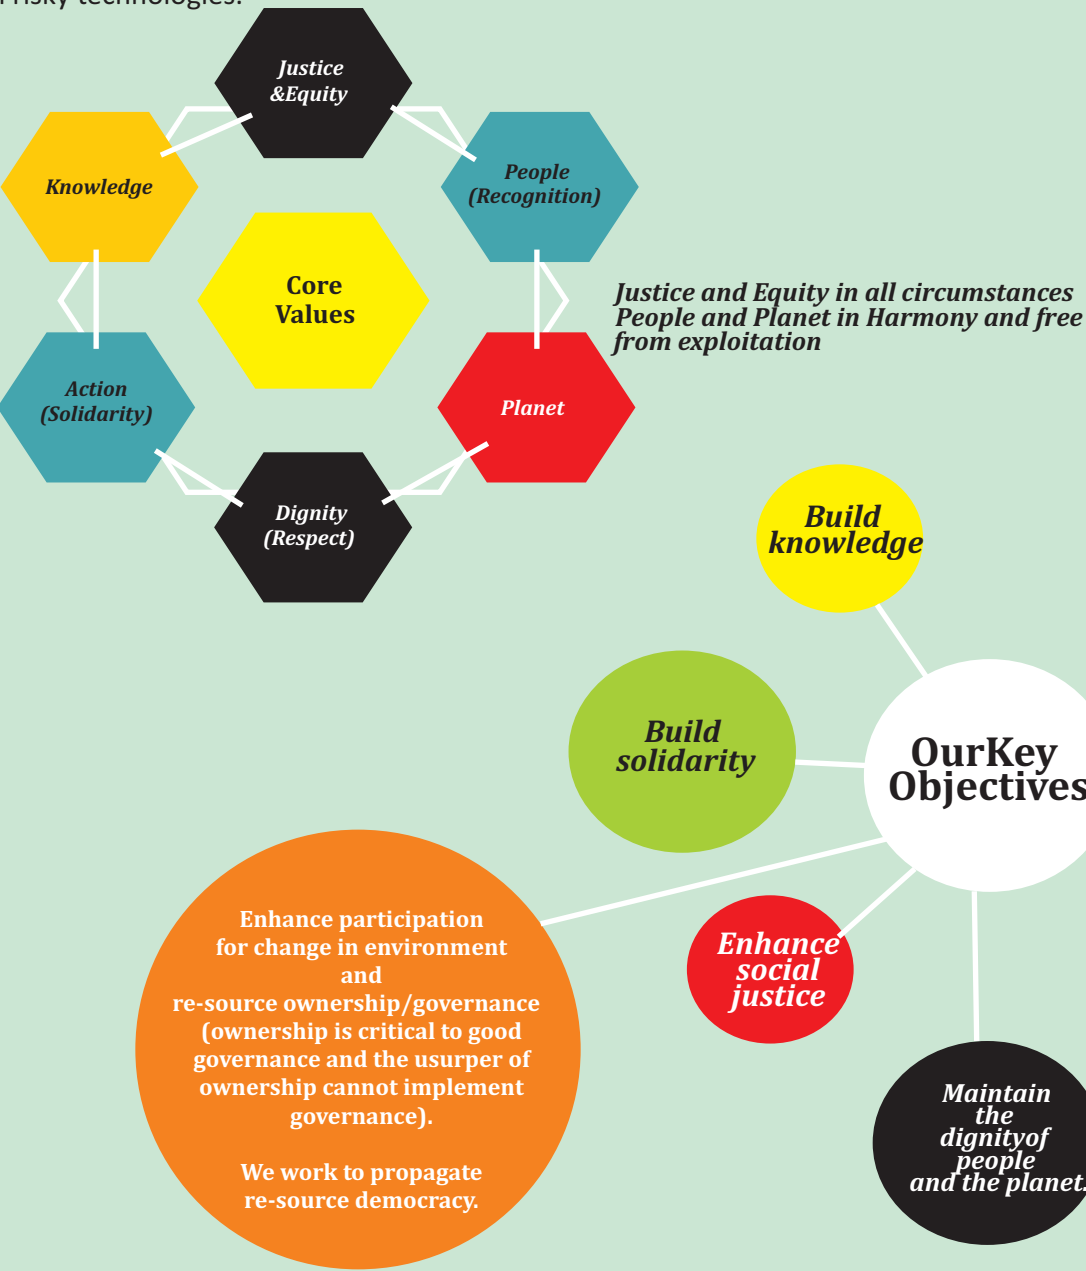 risky technologies.
Justice
&Equity
Knowledge
People
(Recognition)
Core
Values
Justice and Equity in all circumstances
People and Planet in Harmony and free
from exploitation
Action
(Solidarity)
Planet
Dignity
(Respect)
Build
knowledge
Build
solidarity
OurKey
Objectives
Enhance participation
for change in environment
and
re-source ownership/governance
(ownership is critical to good
governance and the usurper of
ownership cannot implement
governance).
We work to propagate
re-source democracy.
Enhance
social
justice
Maintain
the
dignityof
people
and the planet.